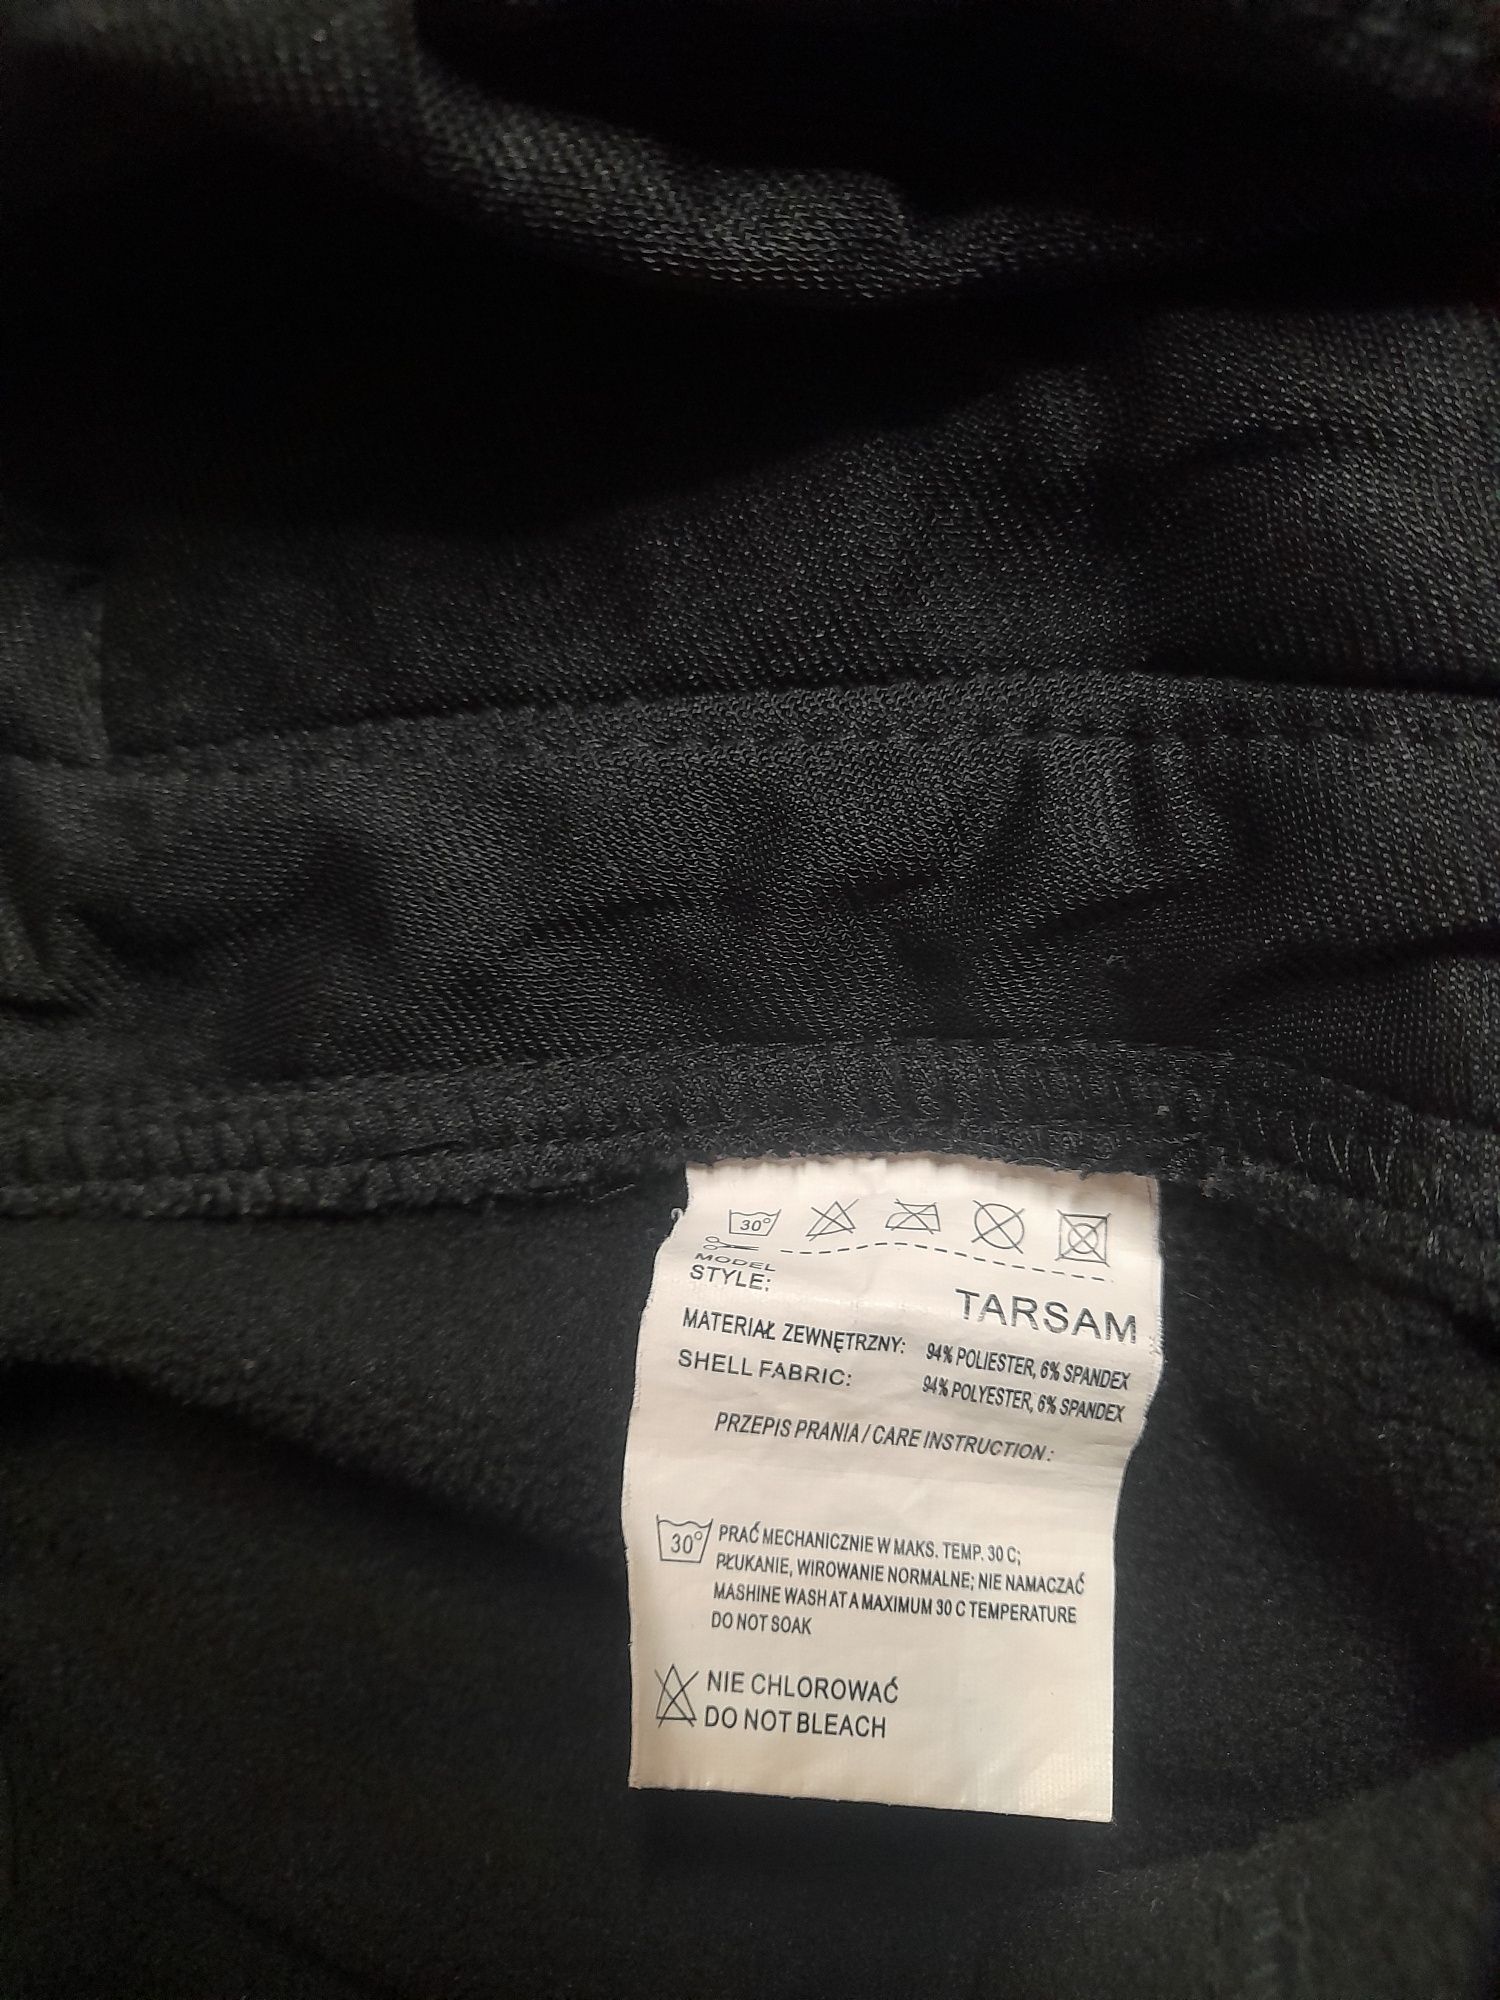 30°
MODEL
STYLE:
TARSAM
MATERIAŁ ZEWNĘTRZNY: 94% POLIESTER, 6% SPANDEX
SHELL FABRIC: 94% POLYESTER, 6% SPANDEX
PRZEPIS PRANIA / CARE INSTRUCTION :
30° PRAĆ MECHANICZNIE W MAKS. TEMP. 30 C;
PŁUKANIE, WIROWANIE NORMALNE; NIE NAMACZAĆ
MASHINE WASH AT A MAXIMUM 30 C TEMPERATURE
DO NOT SOAK
NIE CHLOROWAĆ
DO NOT BLEACH